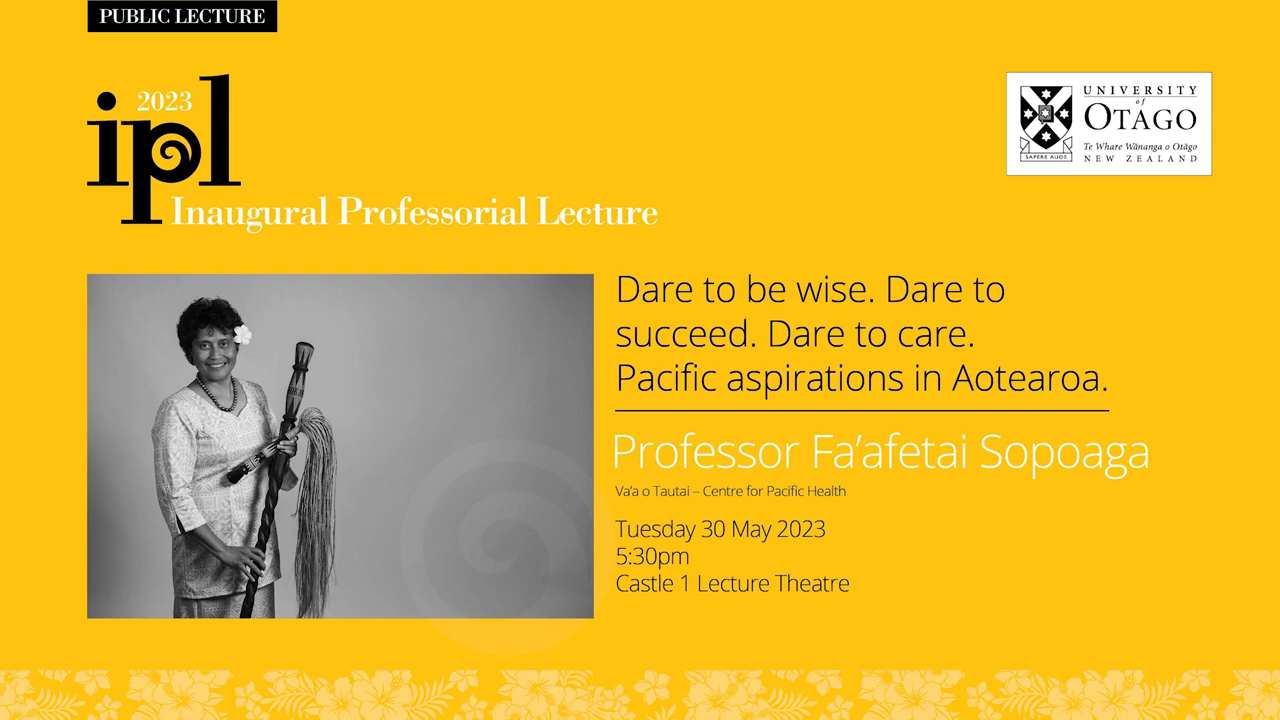 PUBLIC LECTURE
2023
ipl
Inaugural Professorial Lecture
UNIVERSITY
of
OTAGO
Te Whare Wānanga o Otāgo
NEW ZEALAND
SAPERE AUDE
Dare to be wise. Dare to
succeed. Dare to care.
Pacific aspirations in Aotearoa.
Professor Fa’afetai Sopoaga
Va’a o Tautai – Centre for Pacific Health
Tuesday 30 May 2023
5:30pm
Castle 1 Lecture Theatre